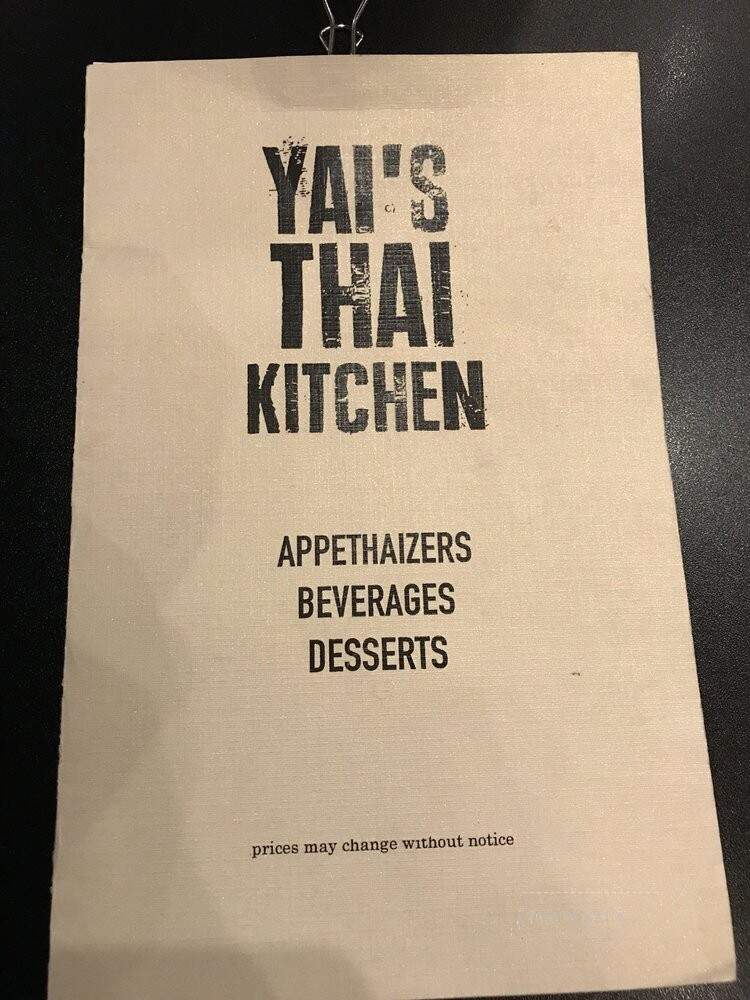 YAI'S
THAI
KITCHEN
APPETHAIZERS
BEVERAGES
DESSERTS
prices may change without notice